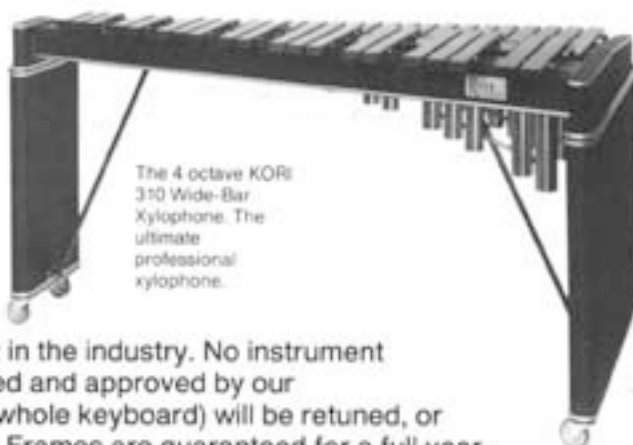 The 4 octave KORI
310 Wide-Bar
Xylophone. The
ultimate
professional
xylophone.
in the industry. No instrument
ed and approved by our
whole keyboard) will be retuned, or
Frames are guaranteed for a full year